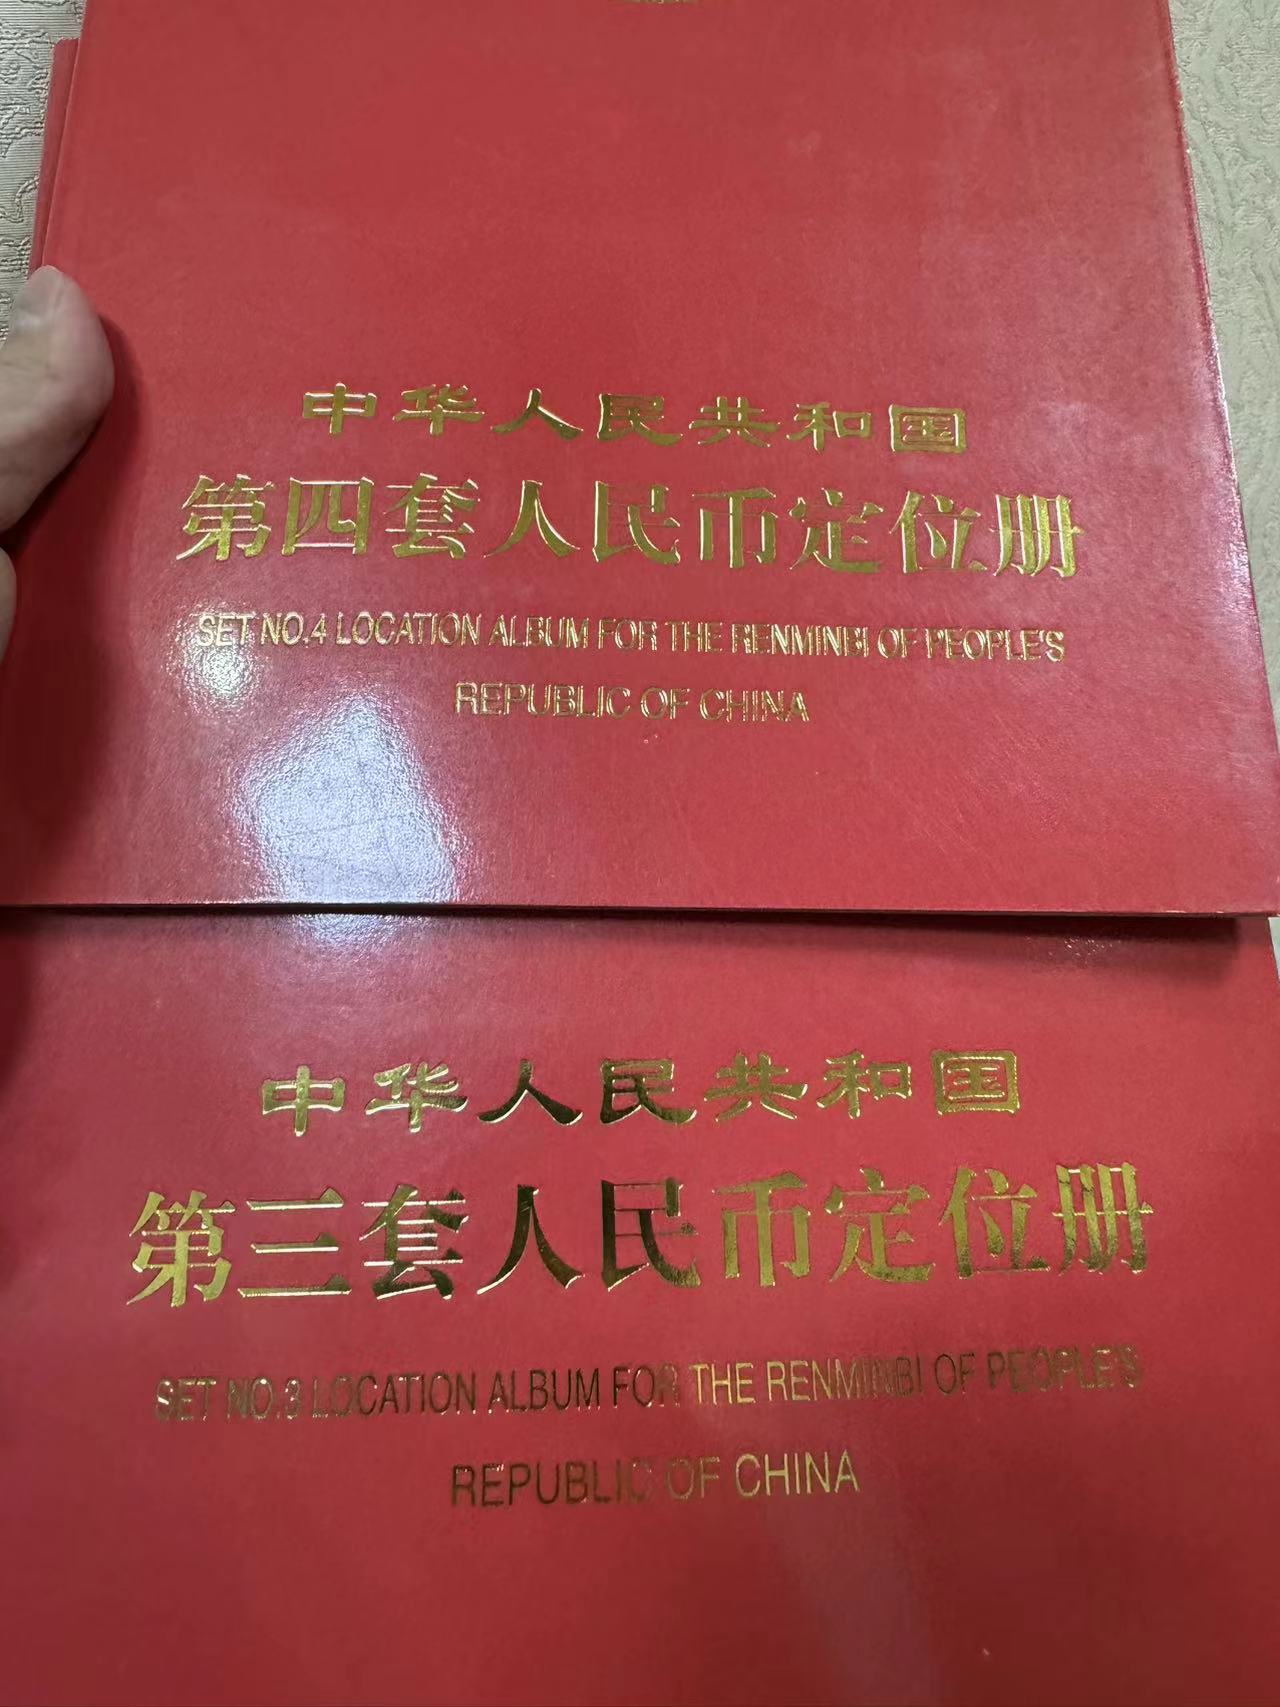 中华人民共和国
第四套人民币定位册
SET NO.4 LOCATION ALBUM FOR THE RENMINBI OF PEOPLE'S
REPUBLIC OF CHINA
中华人民共和国
第三套人民币定位册
SET NO.3 LOCATION ALBUM FOR THE RENMINBI OF PEOPLE'S
REPUBLIC OF CHINA